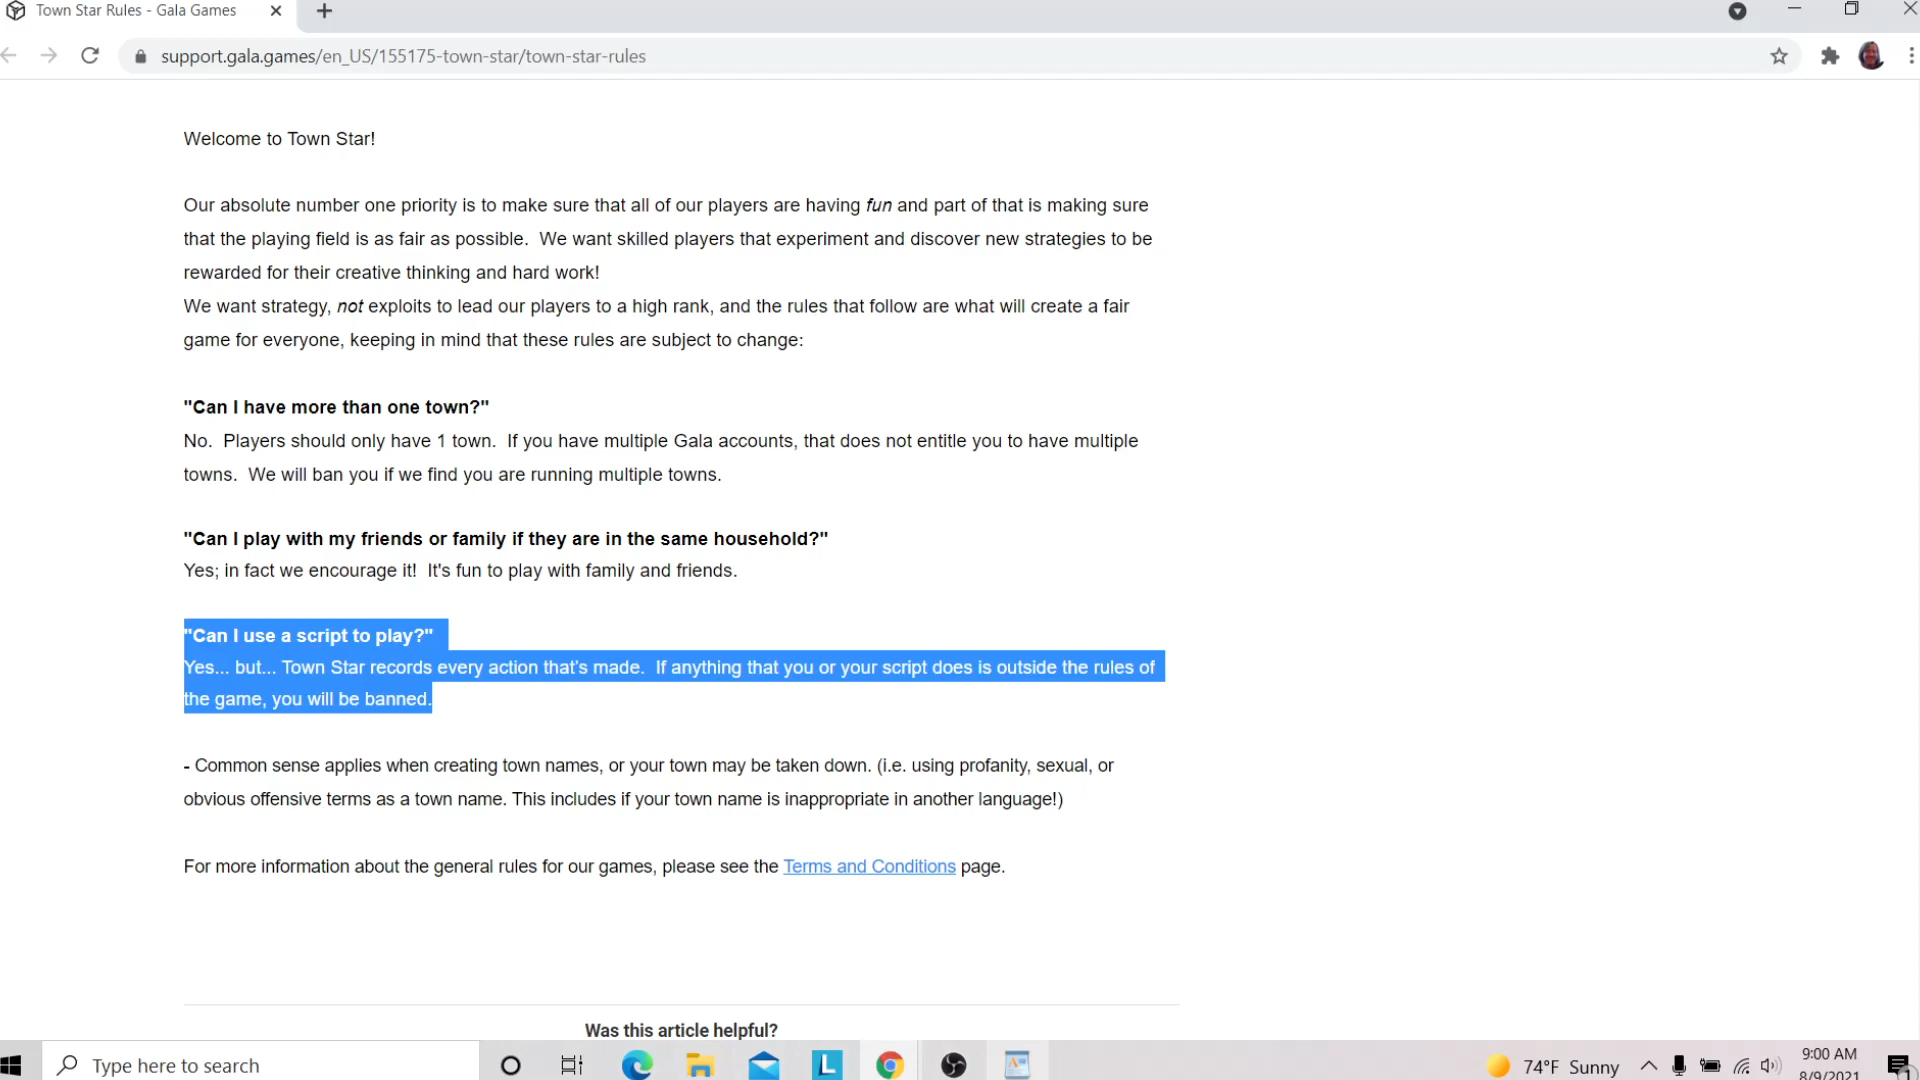 Town Star Rules - Gala Games
support.gala.games/en_US/155175-town-star/town-star-rules
Welcome to Town Star!
Our absolute number one priority is to make sure that all of our players are having fun and part of that is making sure
that the playing field is as fair as possible.  We want skilled players that experiment and discover new strategies to be
rewarded for their creative thinking and hard work!
We want strategy, not exploits to lead our players to a high rank, and the rules that follow are what will create a fair
game for everyone, keeping in mind that these rules are subject to change:
"Can I have more than one town?"
No.  Players should only have 1 town.  If you have multiple Gala accounts, that does not entitle you to have multiple
towns.  We will ban you if we find you are running multiple towns.
"Can I play with my friends or family if they are in the same household?"
Yes; in fact we encourage it!  It's fun to play with family and friends.
"Can I use a script to play?"
Yes... but... Town Star records every action that's made.  If anything that you or your script does is outside the rules of
the game, you will be banned.
- Common sense applies when creating town names, or your town may be taken down. (i.e. using profanity, sexual, or
obvious offensive terms as a town name. This includes if your town name is inappropriate in another language!)
For more information about the general rules for our games, please see the Terms and Conditions page.
Was this article helpful?
Type here to search
L
74°F Sunny
9:00 AM
8/9/2021
1